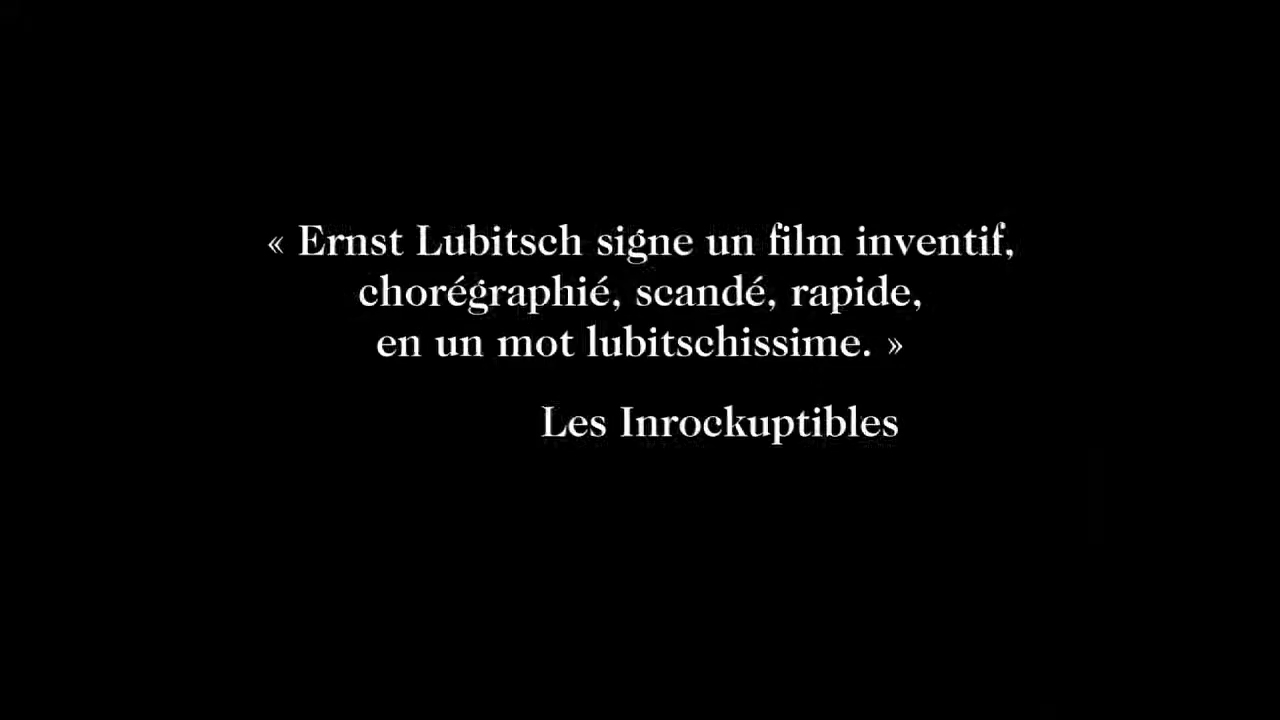 « Ernst Lubitsch signe un film inventif,
chorégraphié, scandé, rapide,
en un mot lubitschissime. »
Les Inrockuptibles